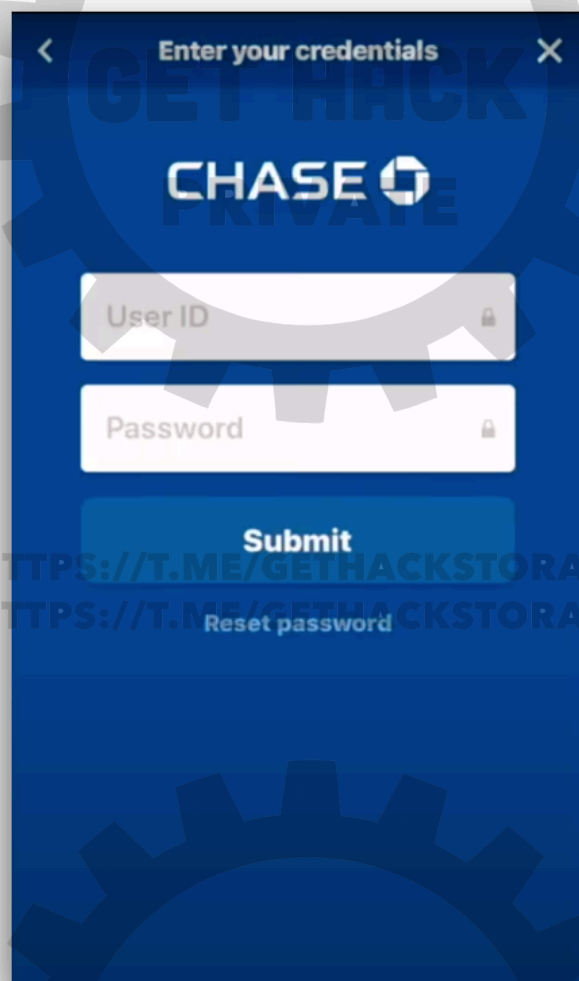 Enter your credentials
GET HACK
CHASE
PRIVATE
User ID
Password
Submit
TTPS://T.ME/GETHACKSTORA
TTPS://T.ME/GETHACKSTORA
Reset password